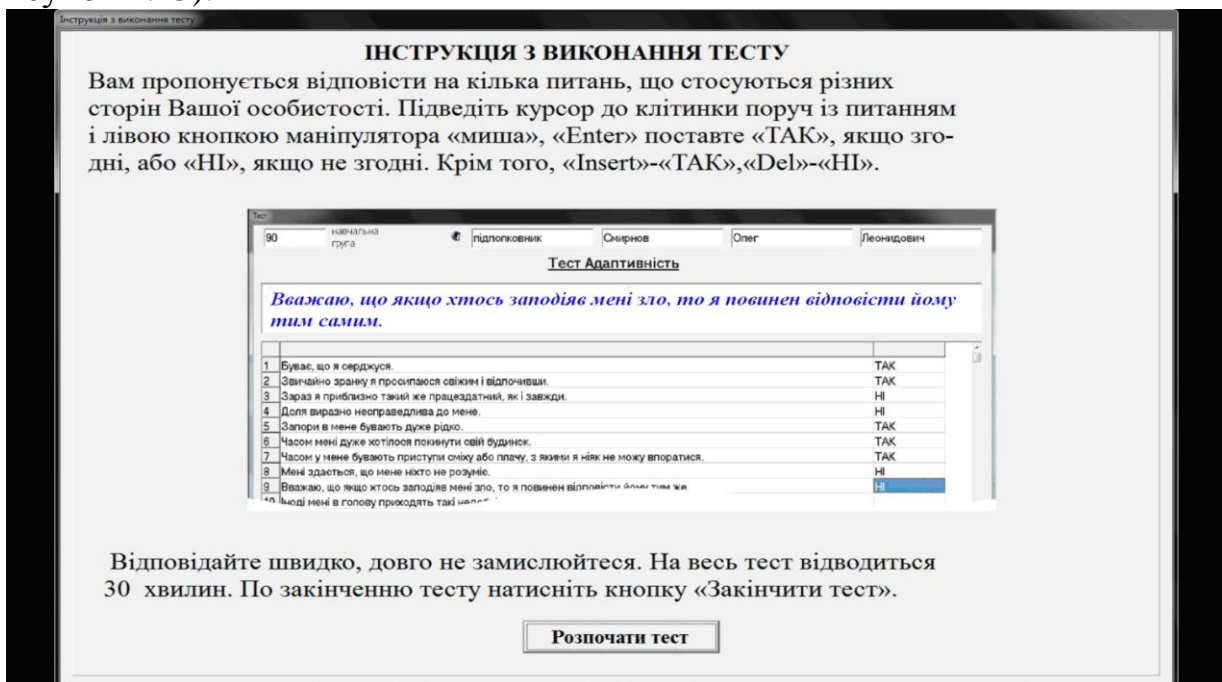 Інструкція з виконання тесту
ІНСТРУКЦІЯ З ВИКОНАННЯ ТЕСТУ
Вам пропонується відповісти на кілька питань, що стосуються різних
сторін Вашої особистості. Підведіть курсор до клітинки поруч із питанням
і лівою кнопкою маніпулятора «миша», «Enter» поставте «ТАК», якщо зго-
дні, або «НІ», якщо не згодні. Крім того, «Insert»-«ТАК»,«Del»-«НІ».
Тест
90 навчальна група підполковник Смирнов Олег Леонидович
Тест Адаптивність
Вважаю, що якщо хтось заподіяв мені зло, то я повинен відповісти йому
тим самим.
1 Буває, що я серджуся. ТАК
2 Звичайно зранку я просипаюся свіжим і відпочивши. ТАК
3 Зараз я приблизно такий же працездатний, як і завжди. НІ
4 Доля виразно несправедлива до мене. НІ
5 Запори в мене бувають дуже рідко. ТАК
6 Часом мені дуже хотілося покинути свій будинок. ТАК
7 Часом у мене бувають приступи сміху або плачу, з якими я ніяк не можу впоратися. ТАК
8 Мені здається, що мене ніхто не розуміє. НІ
9 Вважаю, що якщо хтось заподіяв мені зло, то я повинен відповісти йому тим же НІ
10 Іноді мені в голову приходять такі
Відповідайте швидко, довго не замислюйтеся. На весь тест відводиться
30 хвилин. По закінченню тесту натисніть кнопку «Закінчити тест».
Розпочати тест